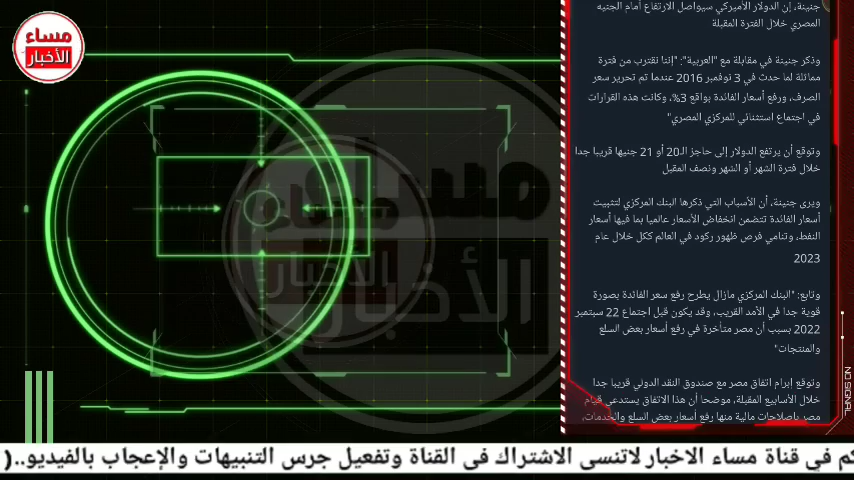 مساء
الأخبار
جنينة، إن الدولار الأميركي سيواصل الارتفاع أمام الجنيه
المصري خلال الفترة المقبلة
وذكر جنينة في مقابلة مع "العربية": "إننا نقترب من فترة
مماثلة لما حدث في 3 نوفمبر 2016 عندما تم تحرير سعر
الصرف، ورفع أسعار الفائدة بواقع 3%، وكانت هذه القرارات
في اجتماع استثنائي للمركزي المصري"
وتوقع أن يرتفع الدولار إلى حاجز الـ20 أو 21 جنيها قريبا جدا
خلال فترة الشهر أو الشهر ونصف المقبل
ويرى جنينة، أن الأسباب التي ذكرها البنك المركزي لتثبيت
أسعار الفائدة تتضمن انخفاض الأسعار عالميا بما فيها أسعار
النفط، وتنامي فرص ظهور ركود في العالم ككل خلال عام
2023
وتابع: "البنك المركزي مازال يطرح رفع سعر الفائدة بصورة
قوية جدا في الأمد القريب، وقد يكون قبل اجتماع 22 سبتمبر
2022 بسبب أن مصر متأخرة في رفع أسعار بعض السلع
والمنتجات"
وتوقع إبرام اتفاق مصر مع صندوق النقد الدولي قريبا جدا
خلال الأسابيع المقبلة، موضحا أن هذا الاتفاق يستدعي قيام
مصر بإصلاحات مالية منها رفع أسعار بعض السلع والخدمات،
NO SIGNAL
مساء
الأخبار
كم في قناة مساء الاخبار لاتنسى الاشتراك فى القناة وتفعيل جرس التنبيهات والإعجاب بالفيديو..(